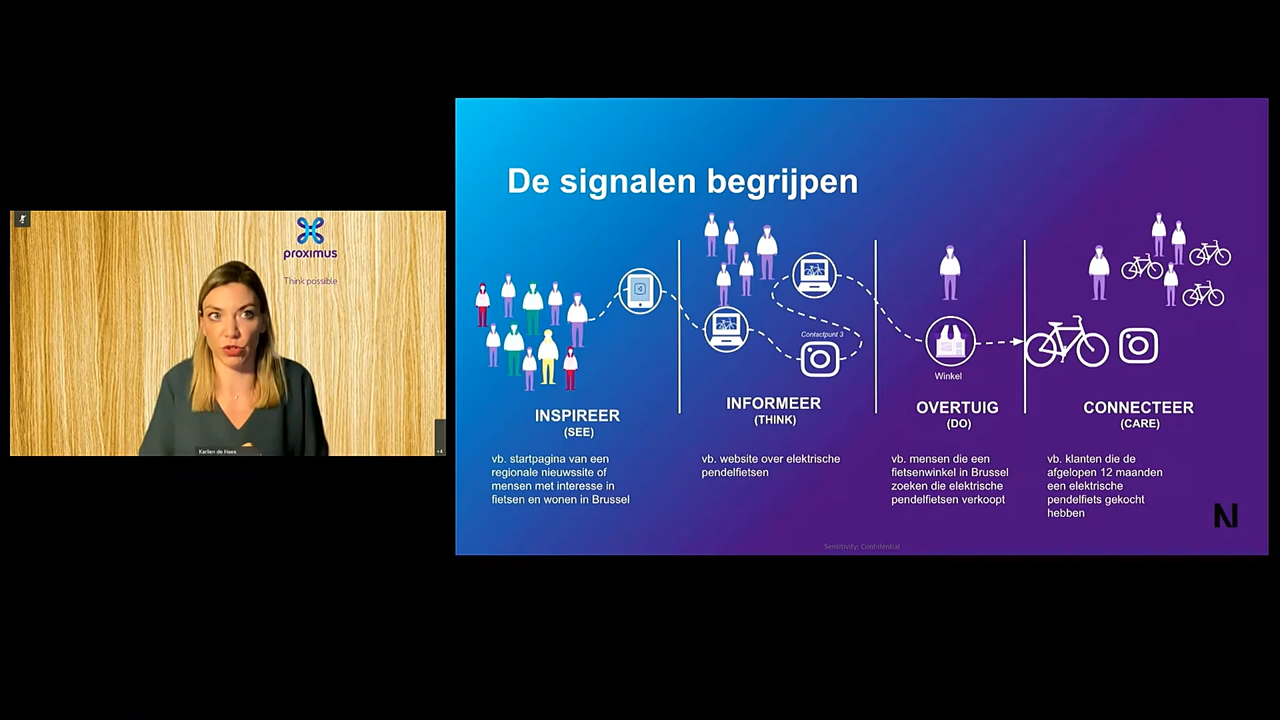 proximus
Think possible
Karlien de Haes
+4
De signalen begrijpen
Contactpunt 3
Winkel
INSPIREER
(SEE)
INFORMEER
(THINK)
OVERTUIG
(DO)
CONNECTEER
(CARE)
vb. startpagina van een
regionale nieuwssite of
mensen met interesse in
fietsen en wonen in Brussel
vb. website over elektrische
pendelfietsen
vb. mensen die een
fietsenwinkel in Brussel
zoeken die elektrische
pendelfietsen verkoopt
vb. klanten die de
afgelopen 12 maanden
een elektrische
pendelfiets gekocht
hebben
N
Sensitivity: Confidential